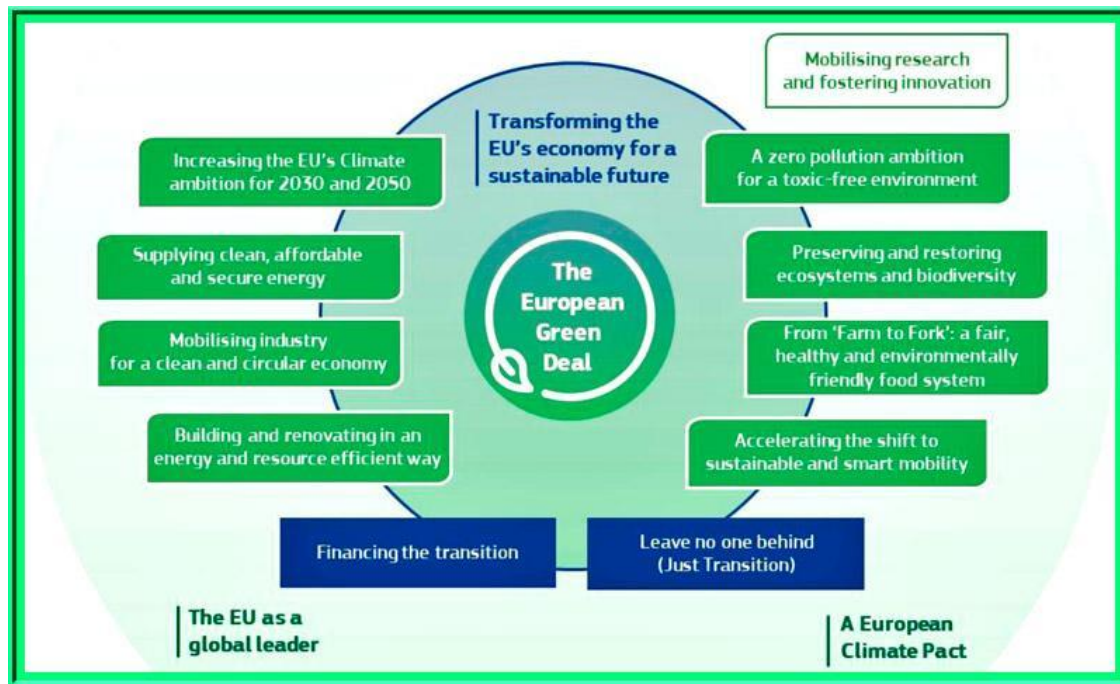 Mobilising research
and fostering innovation
Transforming the
EU's economy for a
sustainable future
Increasing the EU's Climate
ambition for 2030 and 2050
A zero pollution ambition
for a toxic-free environment
Supplying clean, affordable
and secure energy
Preserving and restoring
ecosystems and biodiversity
The
European
Green
Deal
Mobilising industry
for a clean and circular economy
From 'Farm to Fork': a fair,
healthy and environmentally
friendly food system
Building and renovating in an
energy and resource efficient way
Accelerating the shift to
sustainable and smart mobility
Financing the transition
Leave no one behind
(Just Transition)
The EU as a
global leader
A European
Climate Pact